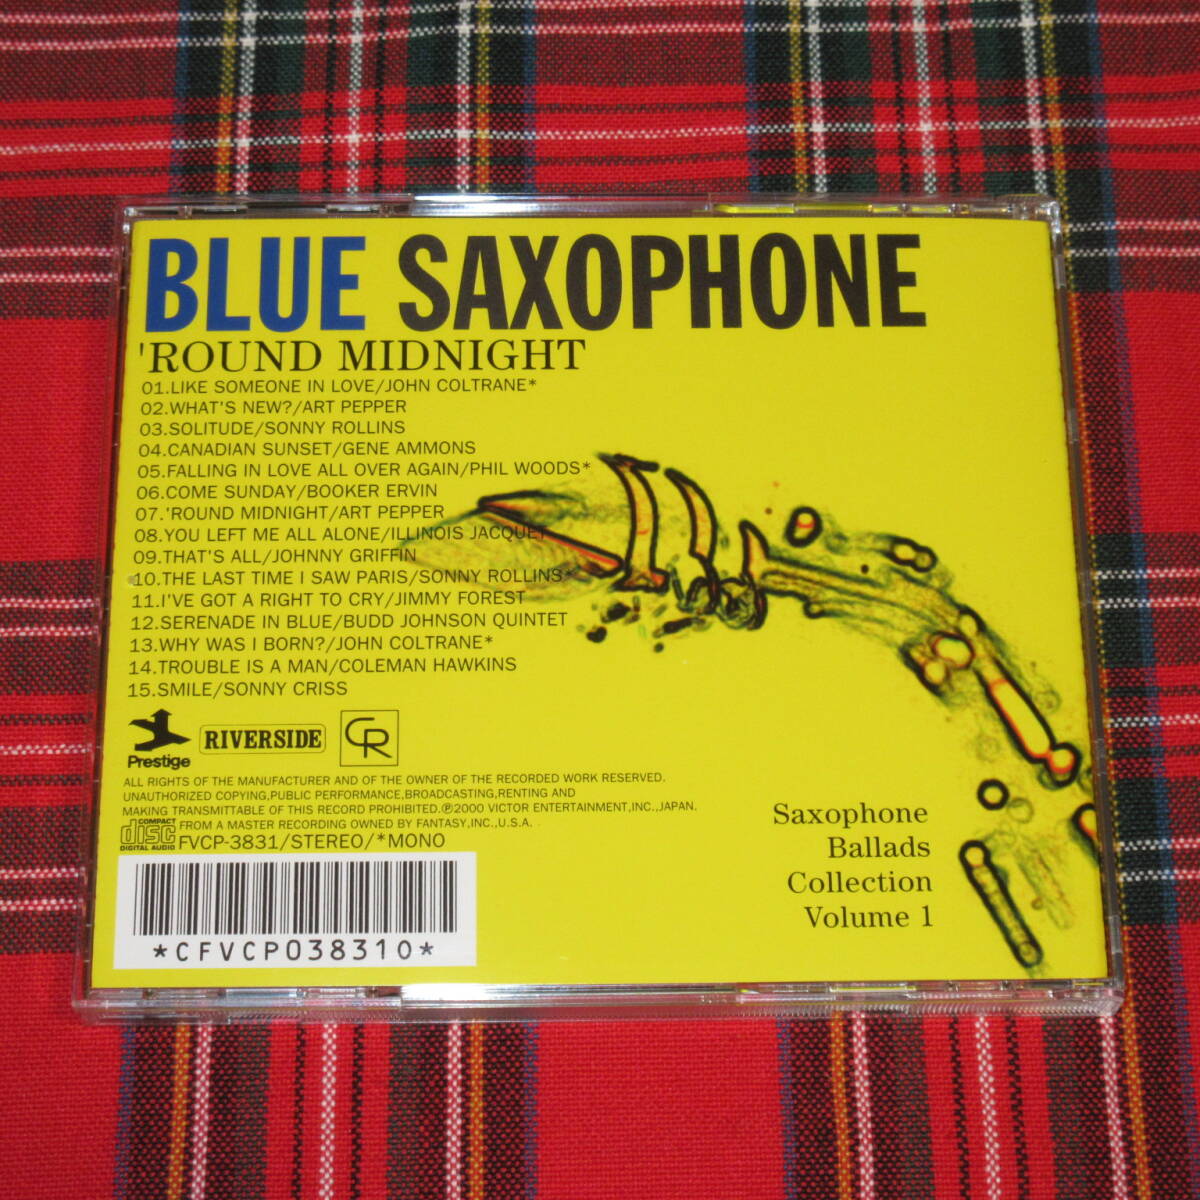 BLUE SAXOPHONE
'ROUND MIDNIGHT
01.LIKE SOMEONE IN LOVE/JOHN COLTRANE*
02.WHAT'S NEW?/ART PEPPER
03.SOLITUDE/SONNY ROLLINS
04.CANADIAN SUNSET/GENE AMMONS
05.FALLING IN LOVE ALL OVER AGAIN/PHIL WOODS*
06.COME SUNDAY/BOOKER ERVIN
07.'ROUND MIDNIGHT/ART PEPPER
08.YOU LEFT ME ALL ALONE/ILLINOIS JACQUET
09.THAT'S ALL/JOHNNY GRIFFIN
10.THE LAST TIME I SAW PARIS/SONNY ROLLINS*
11.I'VE GOT A RIGHT TO CRY/JIMMY FOREST
12.SERENADE IN BLUE/BUDD JOHNSON QUINTET
13.WHY WAS I BORN?/JOHN COLTRANE*
14.TROUBLE IS A MAN/COLEMAN HAWKINS
15.SMILE/SONNY CRISS
Prestige
RIVERSIDE
CR
ALL RIGHTS OF THE MANUFACTURER AND OF THE OWNER OF THE RECORDED WORK RESERVED.
UNAUTHORIZED COPYING,PUBLIC PERFORMANCE,BROADCASTING,RENTING AND
MAKING TRANSMITTABLE OF THIS RECORD PROHIBITED.℗2000 VICTOR ENTERTAINMENT,INC.,JAPAN.
FROM A MASTER RECORDING OWNED BY FANTASY,INC.,U.S.A.
COMPACT
disc
DIGITAL AUDIO
FVCP-3831/STEREO/*MONO
*CFVCP038310*
Saxophone
Ballads
Collection
Volume 1